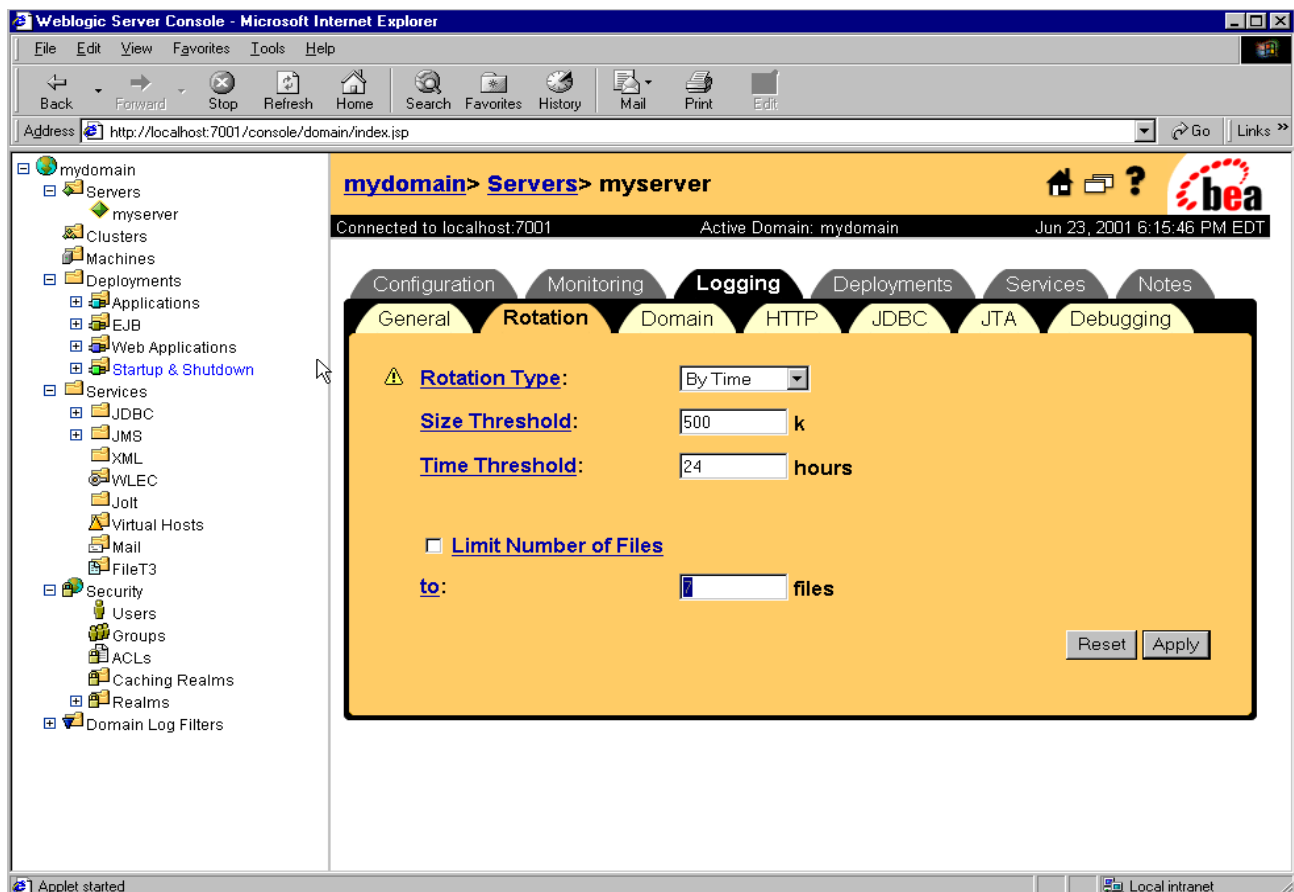 Weblogic Server Console - Microsoft Internet Explorer
File Edit View Favorites Tools Help
Back Forward Stop Refresh Home Search Favorites History Mail Print Edit
Address http://localhost:7001/console/domain/index.jsp Go Links »
mydomain
Servers
myserver
Clusters
Machines
Deployments
Applications
EJB
Web Applications
Startup & Shutdown
Services
JDBC
JMS
XML
WLEC
Jolt
Virtual Hosts
Mail
FileT3
Security
Users
Groups
ACLs
Caching Realms
Realms
Domain Log Filters
mydomain> Servers> myserver
? bea
Connected to localhost:7001 Active Domain: mydomain Jun 23, 2001 6:15:46 PM EDT
Configuration Monitoring Logging Deployments Services Notes
General Rotation Domain HTTP JDBC JTA Debugging
Rotation Type: By Time
Size Threshold: 500 k
Time Threshold: 24 hours
Limit Number of Files
to: 7 files
Reset Apply
Applet started Local intranet